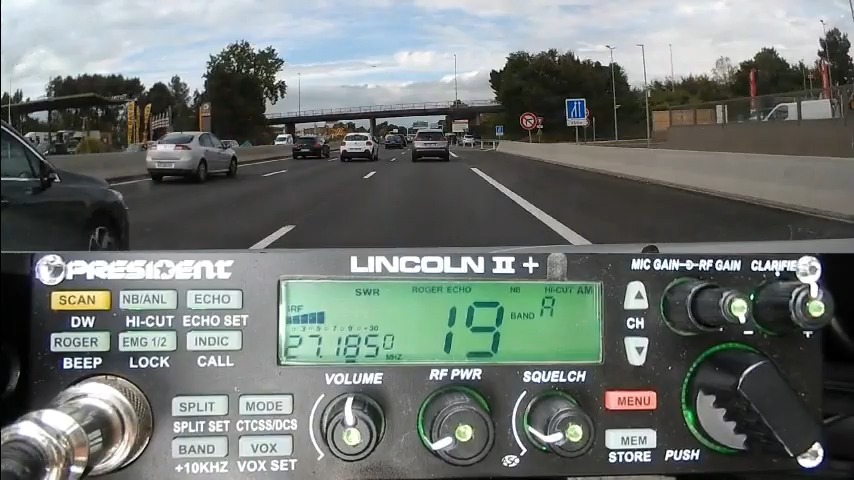 PRESIDENT
LINCOLN II +
MIC GAIN RF GAIN CLARIFIE
SCAN
NB/ANL
ECHO
DW
HI-CUT
ECHO SET
ROGER
EMG 1/2
INDIC
BEEP
LOCK
CALL
SPLIT
MODE
SPLIT SET
CTCSS/DCS
BAND
VOX
+10KHZ
VOX SET
SWR
ROGER ECHO
NB
HI-CUT AM
27.1850 MHZ
19
BAND A
VOLUME
RF PWR
SQUELCH
CH
MENU
MEM
STORE
PUSH
- +